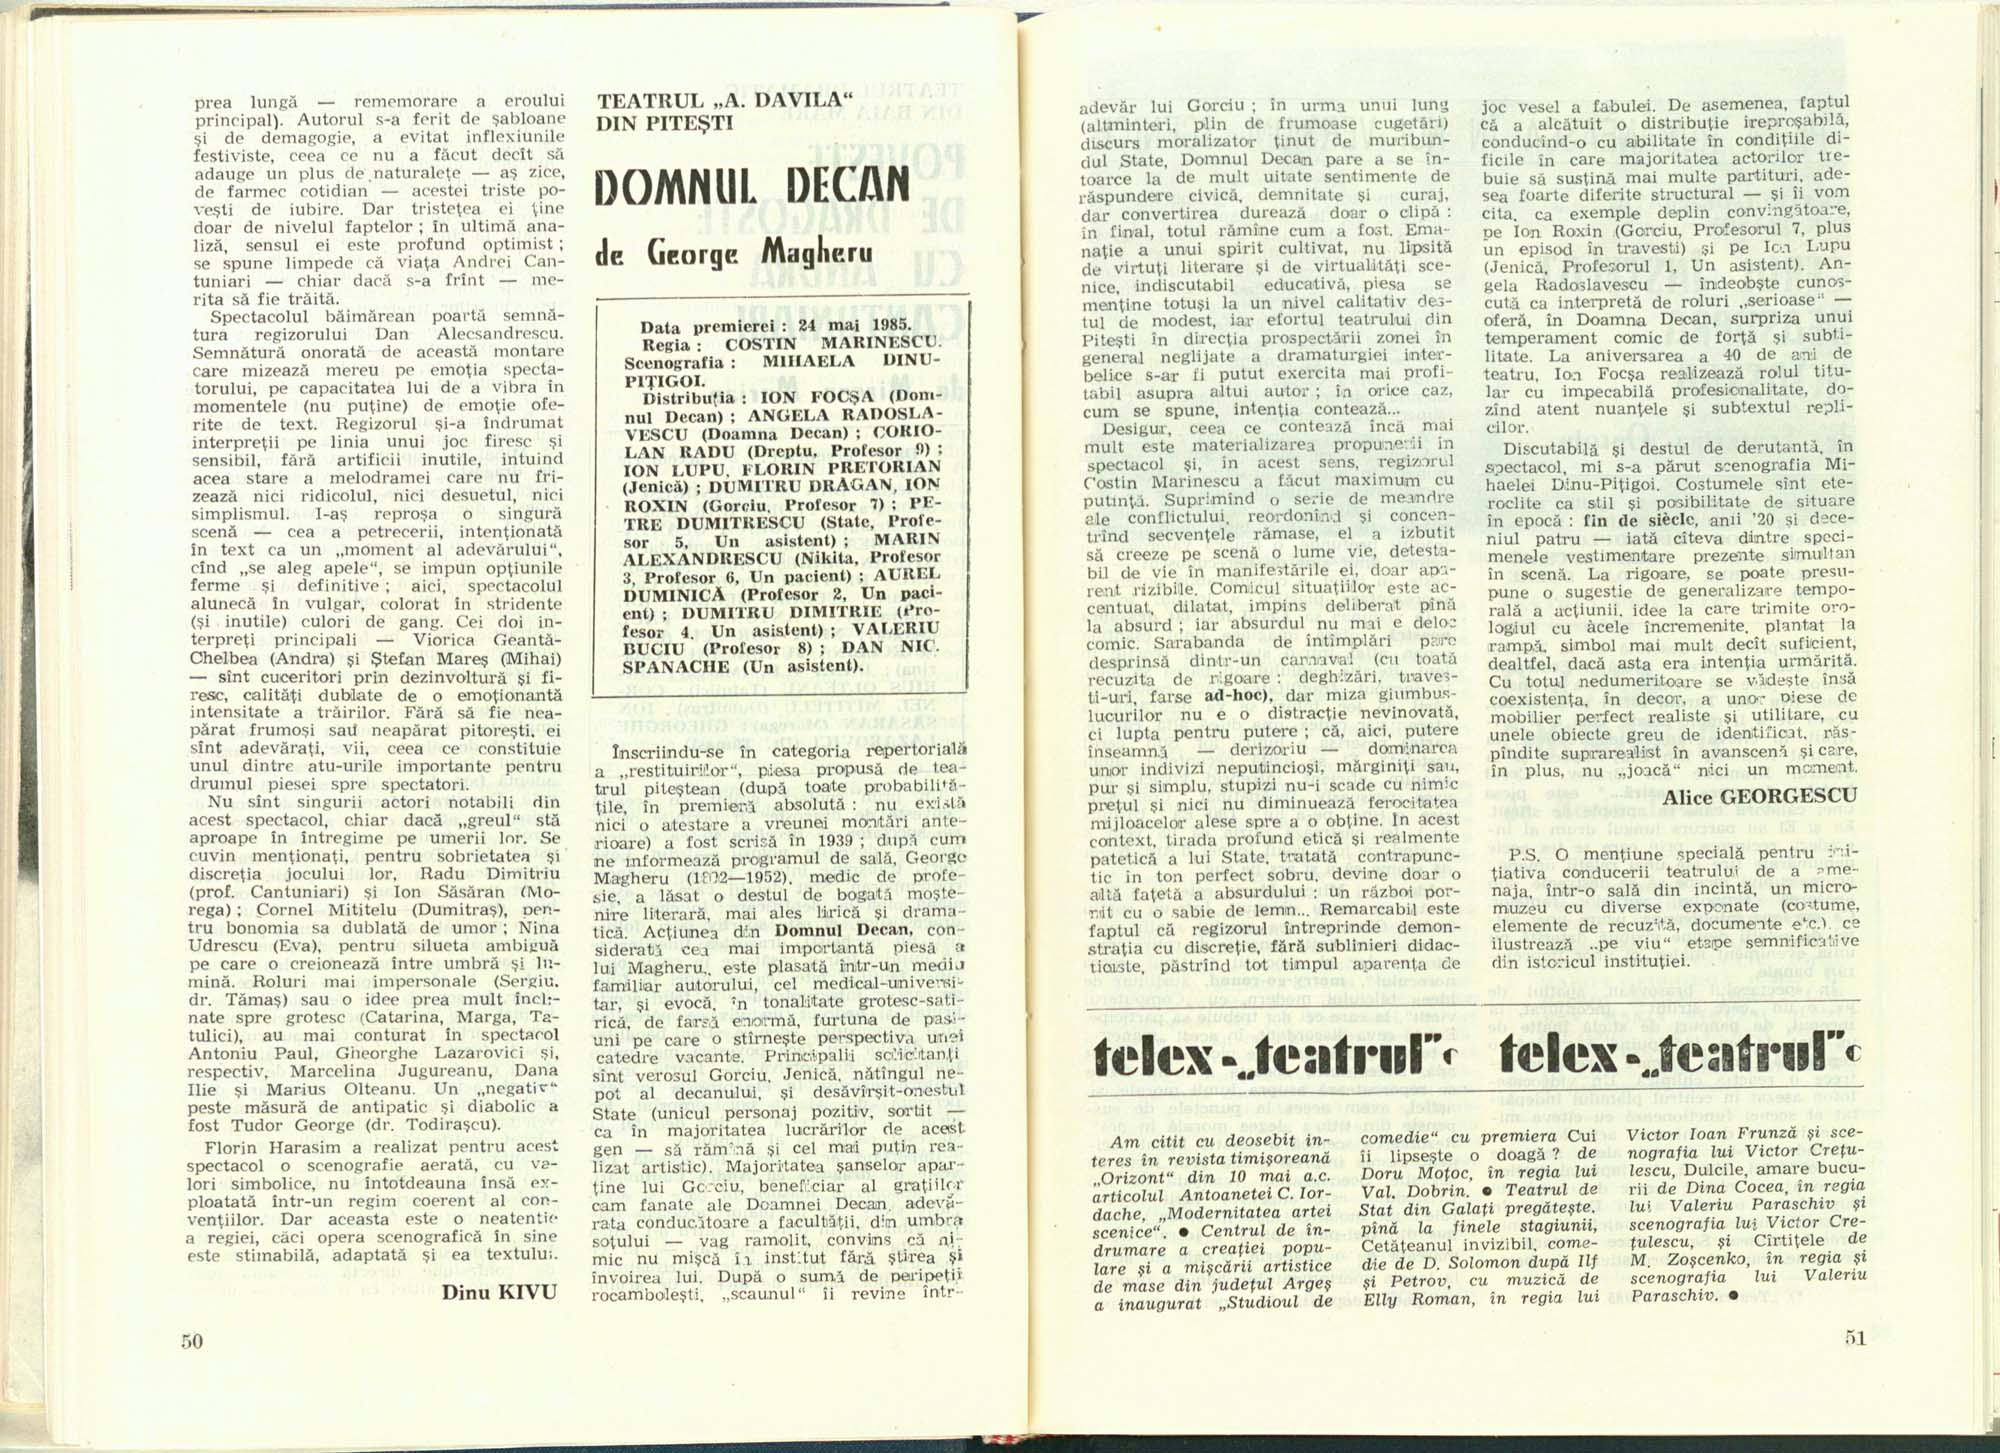 prea lungă — rememorare a eroului
principal). Autorul s-a ferit de șabloane
și de demagogie, a evitat inflexiunile
festiviste, ceea ce nu a făcut decît să
adauge un plus de naturalețe — aș zice,
de farmec cotidian — acestei triste po-
vești de iubire. Dar tristețea ei ține
doar de nivelul faptelor ; în ultimă ana-
liză, sensul ei este profund optimist ;
se spune limpede că viața Andrei Can-
tuniari — chiar dacă s-a frînt — me-
rita să fie trăită.
Spectacolul băimărean poartă semnă-
tura regizorului Dan Alecsandrescu.
Semnătură onorată de această montare
care mizează mereu pe emoția specta-
torului, pe capacitatea lui de a vibra în
momentele (nu puține) de emoție ofe-
rite de text. Regizorul și-a îndrumat
interpreții pe linia unui joc firesc și
sensibil, fără artificii inutile, intuind
acea stare a melodramei care nu fri-
zează nici ridicolul, nici desuetul, nici
simplismul. I-aș reproșa o singură
scenă — cea a petrecerii, intenționată
în text ca un „moment al adevărului“,
cînd „se aleg apele“, se impun opțiunile
ferme și definitive ; aici, spectacolul
alunecă în vulgar, colorat în stridente
(și inutile) culori de gang. Cei doi in-
terpreți principali — Viorica Geantă-
Chelbea (Andra) și Ștefan Mareș (Mihai)
— sînt cuceritori prin dezinvoltură și fi-
resc, calități dublate de o emoționantă
intensitate a trăirilor. Fără să fie nea-
părat frumoși sau neapărat pitorești, ei
sînt adevărați, vii, ceea ce constituie
unul dintre atu-urile importante pentru
drumul piesei spre spectatori.
Nu sînt singurii actori notabili din
acest spectacol, chiar dacă „greul“ stă
aproape în întregime pe umerii lor. Se
cuvin menționați, pentru sobrietatea și
discreția jocului lor, Radu Dimitriu
(prof. Cantuniari) și Ion Săsăran (Mo-
rega) ; Cornel Mititelu (Dumitraș), pen-
tru bonomia sa dublată de umor ; Nina
Udrescu (Eva), pentru silueta ambiguă
pe care o creionează între umbră și lu-
mină. Roluri mai impersonale (Sergiu,
dr. Tămaș) sau o idee prea mult încli-
nate spre grotesc (Catarina, Marga, Ta-
tulici), au mai conturat în spectacol
Antoniu Paul, Gheorghe Lazarovici și,
respectiv, Marcelina Jugureanu, Dana
Ilie și Marius Olteanu. Un „negativ“
peste măsură de antipatic și diabolic a
fost Tudor George (dr. Todirașcu).
Florin Harasim a realizat pentru acest
spectacol o scenografie aerată, cu va-
lori simbolice, nu întotdeauna însă ex-
ploatată într-un regim coerent al con-
vențiilor. Dar aceasta este o neatenție
a regiei, căci opera scenografică în sine
este stimabilă, adaptată și ea textului.
Dinu KIVU
50
TEATRUL „A. DAVILA“
DIN PITEȘTI
DOMNUL DECAN
de George Magheru
Data premierei : 24 mai 1985.
Regia : COSTIN MARINESCU.
Scenografia : MIHAELA DINU-
PIȚIGOI.
Distribuția : ION FOCȘA (Dom-
nul Decan) ; ANGELA RADOSLA-
VESCU (Doamna Decan) ; CORIO-
LAN RADU (Dreptu, Profesor 9) ;
ION LUPU, FLORIN PRETORIAN
(Jenică) ; DUMITRU DRĂGAN, ION
ROXIN (Gorciu, Profesor 7) ; PE-
TRE DUMITRESCU (State, Profe-
sor 5, Un asistent) ; MARIN
ALEXANDRESCU (Nikita, Profesor
3, Profesor 6, Un pacient) ; AUREL
DUMINICĂ (Profesor 2, Un paci-
ent) ; DUMITRU DIMITRIE (Pro-
fesor 4, Un asistent) ; VALERIU
BUCIU (Profesor 8) ; DAN NIC.
SPANACHE (Un asistent).
Înscriindu-se în categoria repertorială
a „restituirilor“, piesa propusă de tea-
trul piteștean (după toate probabilită-
țile, în premieră absolută : nu există
nici o atestare a vreunei montări ante-
rioare) a fost scrisă în 1939 ; după cum
ne informează programul de sală, George
Magheru (1892—1952), medic de profe-
sie, a lăsat o destul de bogată moște-
nire literară, mai ales lirică și drama-
tică. Acțiunea din Domnul Decan, con-
siderată cea mai importantă piesă a
lui Magheru, este plasată într-un mediu
familiar autorului, cel medical-universi-
tar, și evocă, în tonalitate grotesc-sati-
rică, de farsă enormă, furtuna de pasi-
uni pe care o stîrnește perspectiva unei
catedre vacante. Principalii solicitanți
sînt verosul Gorciu, Jenică, nătîngul ne-
pot al decanului, și desăvîrșit-onestul
State (unicul personaj pozitiv, sortit —
ca în majoritatea lucrărilor de acest
gen — să rămînă și cel mai puțin rea-
lizat artistic). Majoritatea șanselor apar-
ține lui Gorciu, beneficiar al grațiilor
cam fanate ale Doamnei Decan, adevă-
rata conducătoare a facultății, din umbra
soțului — vag ramolit, convins că ni-
mic nu mișcă în institut fără știrea și
învoirea lui. După o sumă de peripeții
rocambolești, „scaunul“ îi revine într-
adevăr lui Gorciu ; în urma unui lung
(altminteri, plin de frumoase cugetări)
discurs moralizator ținut de muribun-
dul State, Domnul Decan pare a se în-
toarce la de mult uitate sentimente de
răspundere civică, demnitate și curaj,
dar convertirea durează doar o clipă :
în final, totul rămîne cum a fost. Ema-
nație a unui spirit cultivat, nu lipsită
de virtuți literare și de virtualități sce-
nice, indiscutabil educativă, piesa se
menține totuși la un nivel calitativ des-
tul de modest, iar efortul teatrului din
Pitești în direcția prospectării zonei în
general neglijate a dramaturgiei inter-
belice s-ar fi putut exercita mai profi-
tabil asupra altui autor ; în orice caz,
cum se spune, intenția contează...
Desigur, ceea ce contează încă mai
mult este materializarea propunerii în
spectacol și, în acest sens, regizorul
Costin Marinescu a făcut maximum cu
putință. Suprimînd o serie de meandre
ale conflictului, reordonînd și concen-
trînd secvențele rămase, el a izbutit
să creeze pe scenă o lume vie, detesta-
bil de vie în manifestările ei, doar apa-
rent rizibile. Comicul situațiilor este ac-
centuat, dilatat, împins deliberat pînă
la absurd ; iar absurdul nu mai e deloc
comic. Sarabanda de întîmplări pare
desprinsă dintr-un carnaval (cu toată
recuzita de rigoare : deghizări, traves-
ti-uri, farse ad-hoc), dar miza giumbuș-
lucurilor nu e o distracție nevinovată,
ci lupta pentru putere ; că, aici, putere
înseamnă — derizoriu — dominarea
unor indivizi neputincioși, mărginiți sau,
pur și simplu, stupizi nu-i scade cu nimic
prețul și nici nu diminuează ferocitatea
mijloacelor alese spre a o obține. În acest
context, tirada profund etică și realmente
patetică a lui State, tratată contrapunc-
tic în ton perfect sobru, devine doar o
altă fațetă a absurdului : un război por-
nit cu o sabie de lemn... Remarcabil este
faptul că regizorul întreprinde demon-
strația cu discreție, fără sublinieri didac-
ticiste, păstrînd tot timpul aparența de
joc vesel a fabulei. De asemenea, faptul
că a alcătuit o distribuție ireproșabilă,
conducînd-o cu abilitate în condițiile di-
ficile în care majoritatea actorilor tre-
buie să susțină mai multe partituri, ade-
sea foarte diferite structural — și îi vom
cita, ca exemple deplin convingătoare,
pe Ion Roxin (Gorciu, Profesorul 7, plus
un episod în travesti) și pe Ion Lupu
(Jenică, Profesorul 1, Un asistent). An-
gela Radoslavescu — îndeobște cunos-
cută ca interpretă de roluri „serioase“ —
oferă, în Doamna Decan, surpriza unui
temperament comic de forță și subti-
litate. La aniversarea a 40 de ani de
teatru, Ion Focșa realizează rolul titu-
lar cu impecabilă profesionalitate, do-
zînd atent nuanțele și subtextul repli-
cilor.
Discutabilă și destul de derutantă, în
spectacol, mi s-a părut scenografia Mi-
haelei Dinu-Pițigoi. Costumele sînt ete-
roclite ca stil și posibilitate de situare
în epocă : fin de siècle, anii '20 și dece-
niul patru — iată cîteva dintre speci-
menele vestimentare prezente simultan
în scenă. La rigoare, se poate presu-
pune o sugestie de generalizare tempo-
rală a acțiunii, idee la care trimite oro-
logiul cu acele încremenite, plantat la
rampă, simbol mai mult decît suficient,
dealtfel, dacă asta era intenția urmărită.
Cu totul nedumeritoare se vădește însă
coexistența, în decor, a unor piese de
mobilier perfect realiste și utilitare, cu
unele obiecte greu de identificat, răs-
pîndite suprarealist în avanscenă și care,
în plus, nu „joacă“ nici un moment.
Alice GEORGESCU
P.S. O mențiune specială pentru ini-
țiativa conducerii teatrului de a ame-
naja, într-o sală din incintă, un micro-
muzeu cu diverse exponate (costume,
elemente de recuzită, documente etc.), ce
ilustrează „pe viu“ etape semnificative
din istoricul instituției.
telex-„teatrul” telex-„teatrul”
Am citit cu deosebit in-
teres în revista timișoreană
„Orizont“ din 10 mai a.c.
articolul Antoanetei C. Ior-
dache, „Modernitatea artei
scenice“. ● Centrul de în-
drumare a creației popu-
lare și a mișcării artistice
de mase din județul Argeș
a inaugurat „Studioul de
comedie“ cu premiera Cui
îi lipsește o doagă ? de
Doru Moțoc, în regia lui
Val. Dobrin. ● Teatrul de
Stat din Galați pregătește,
pînă la finele stagiunii,
Cetățeanul invizibil, come-
die de D. Solomon după Ilf
și Petrov, cu muzică de
Elly Roman, în regia lui
Victor Ioan Frunză și sce-
nografia lui Victor Crețu-
lescu, Dulcile, amare bucu-
rii de Dina Cocea, în regia
lui Valeriu Paraschiv și
scenografia lui Victor Cre-
țulescu, și Cîrtițele de
M. Zoșcenko, în regia și
scenografia lui Valeriu
Paraschiv. ●
51